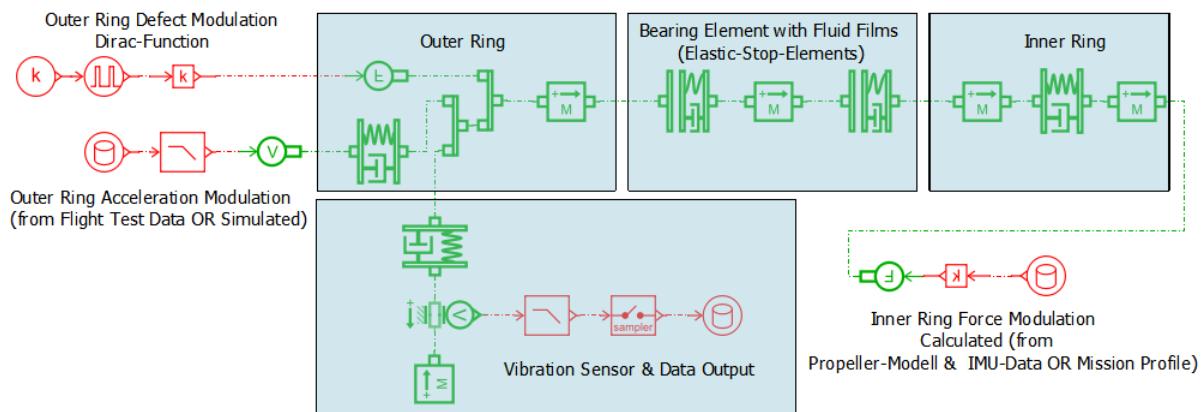 Outer Ring Defect Modulation
Dirac-Function
k
k
Outer Ring
F
M
Bearing Element with Fluid Films
(Elastic-Stop-Elements)
M
Inner Ring
M
M
V
Outer Ring Acceleration Modulation
(from Flight Test Data OR Simulated)
V
sampler
M
Vibration Sensor & Data Output
F
k
Inner Ring Force Modulation
Calculated (from
Propeller-Modell & IMU-Data OR Mission Profile)